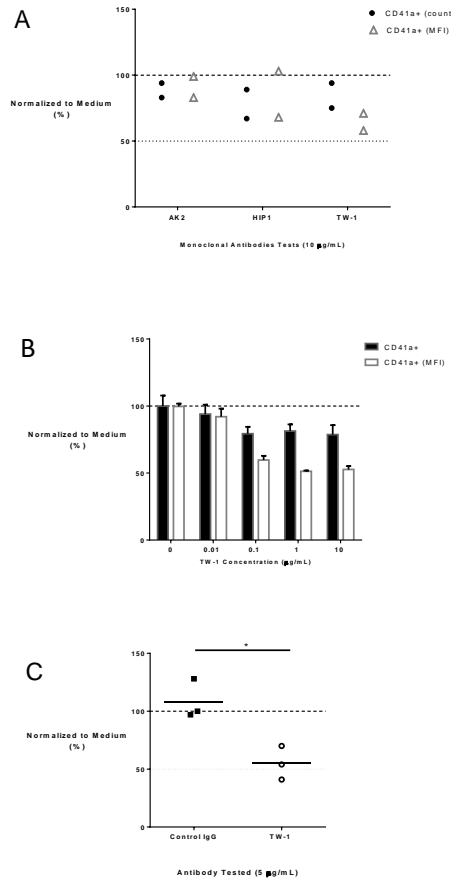 A
CD41a+ (count
CD41a+ (MFI)
150
100
50
0
Normalized to Medium
(%)
AK2 HIP1 TW-1
Monoclonal Antibodies Tests (10 µg/mL)
B
CD41a+
CD41a+ (MFI)
150
100
50
0
Normalized to Medium
(%)
0 0.01 0.1 1 10
TW-1 Concentration (µg/mL)
C
*
150
100
50
0
Normalized to Medium
(%)
Control IgG TW-1
Antibody Tested (5 µg/mL)